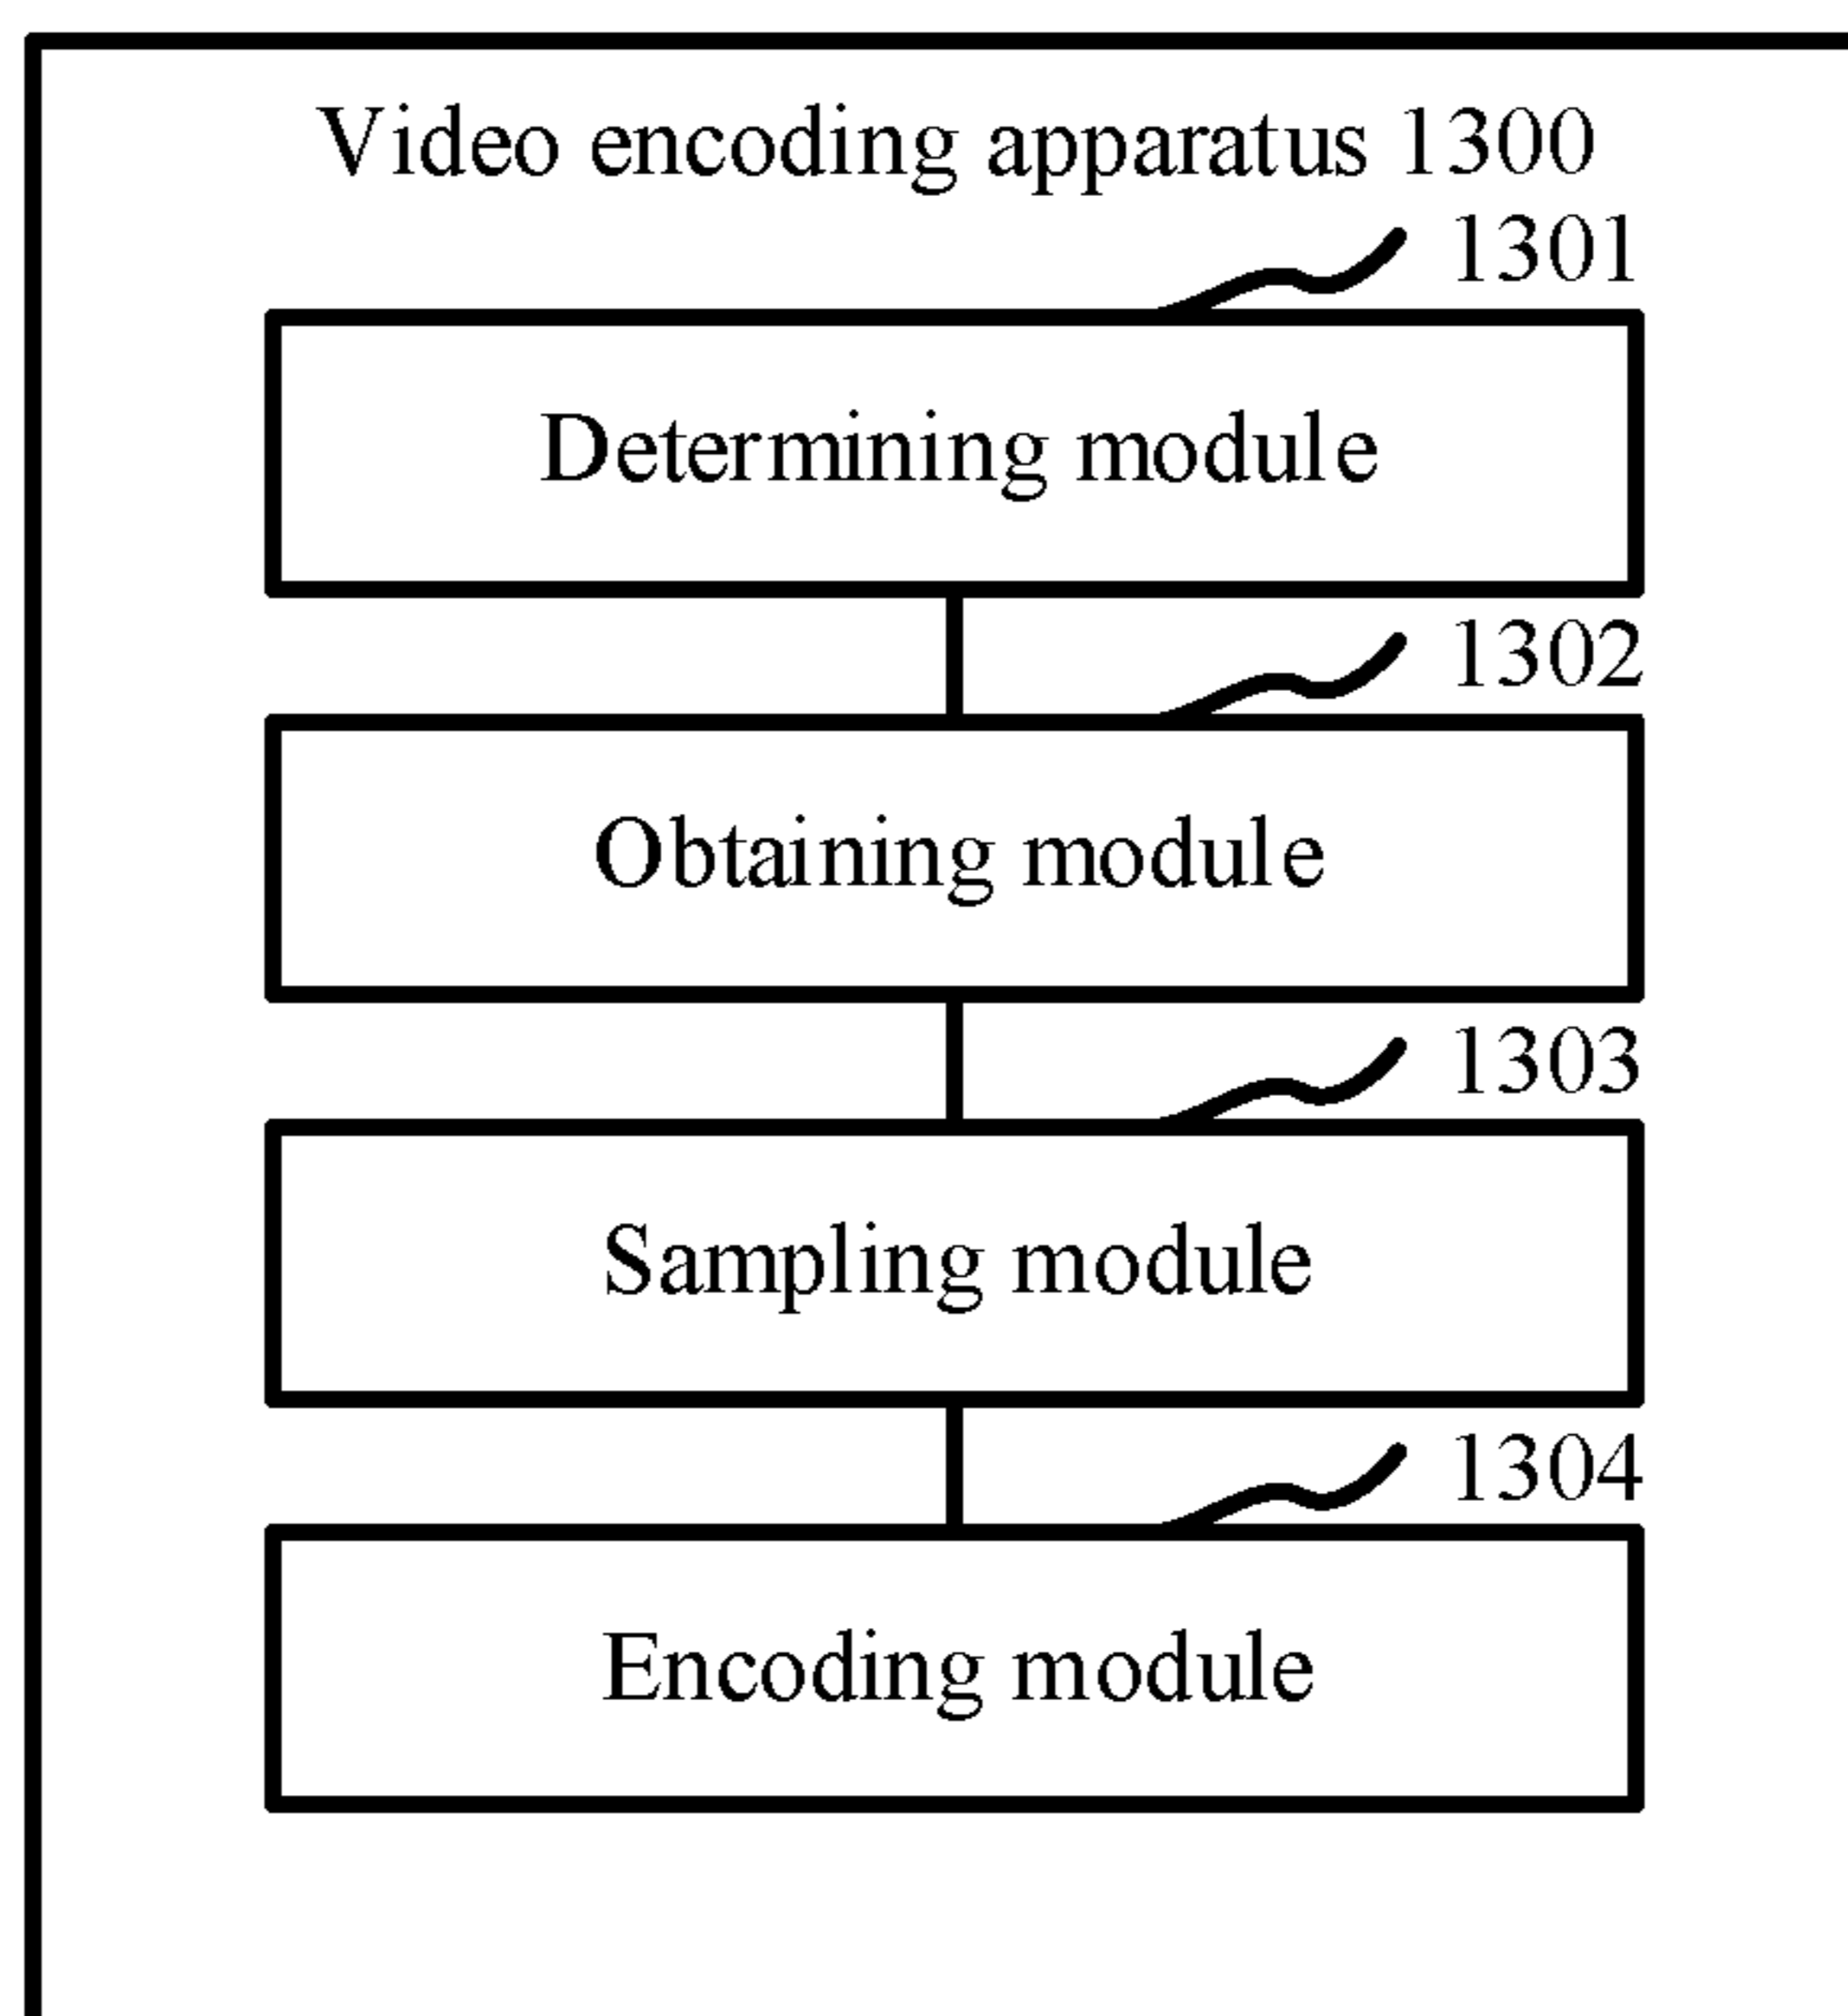 Video encoding apparatus 1300
1301
Determining module
1302
Obtaining module
1303
Sampling module
1304
Encoding module